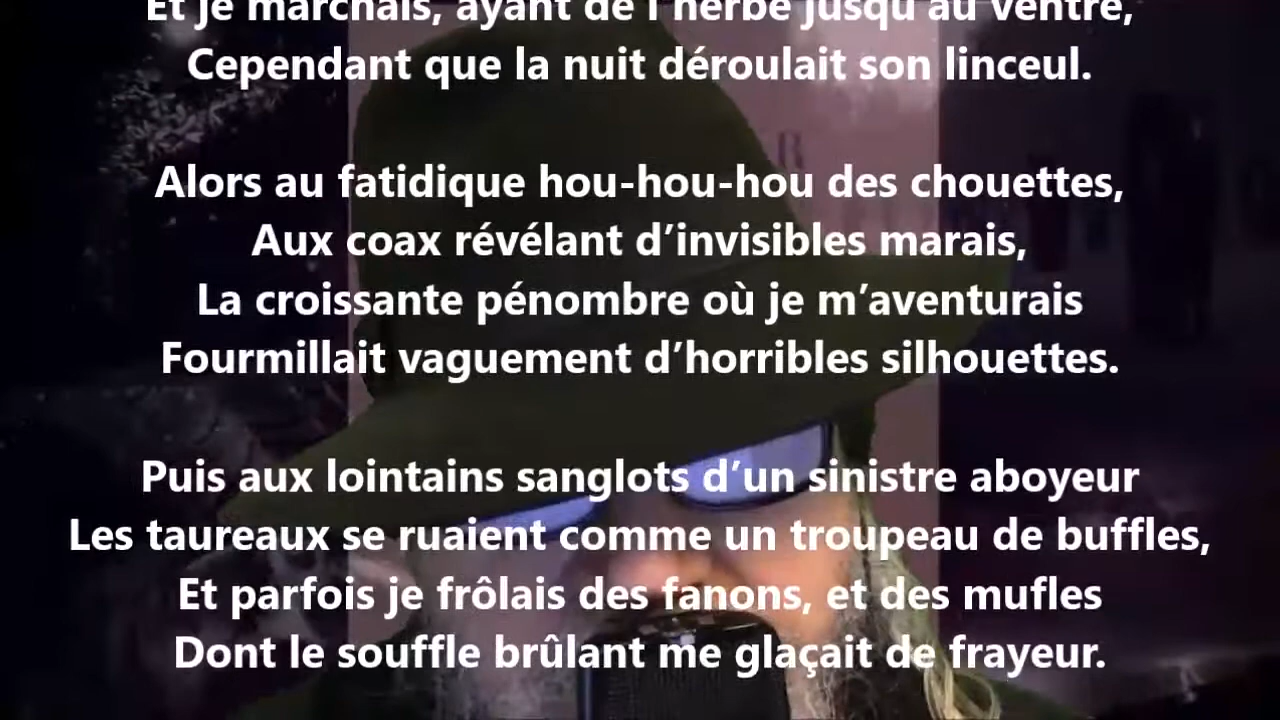 Et je marchais, ayant de l'herbe jusqu'au ventre,
Cependant que la nuit déroulait son linceul.
Alors au fatidique hou-hou-hou des chouettes,
Aux coax révélant d’invisibles marais,
La croissante pénombre où je m’aventurais
Fourmillait vaguement d’horribles silhouettes.
Puis aux lointains sanglots d’un sinistre aboyeur
Les taureaux se ruaient comme un troupeau de buffles,
Et parfois je frôlais des fanons, et des mufles
Dont le souffle brûlant me glaçait de frayeur.